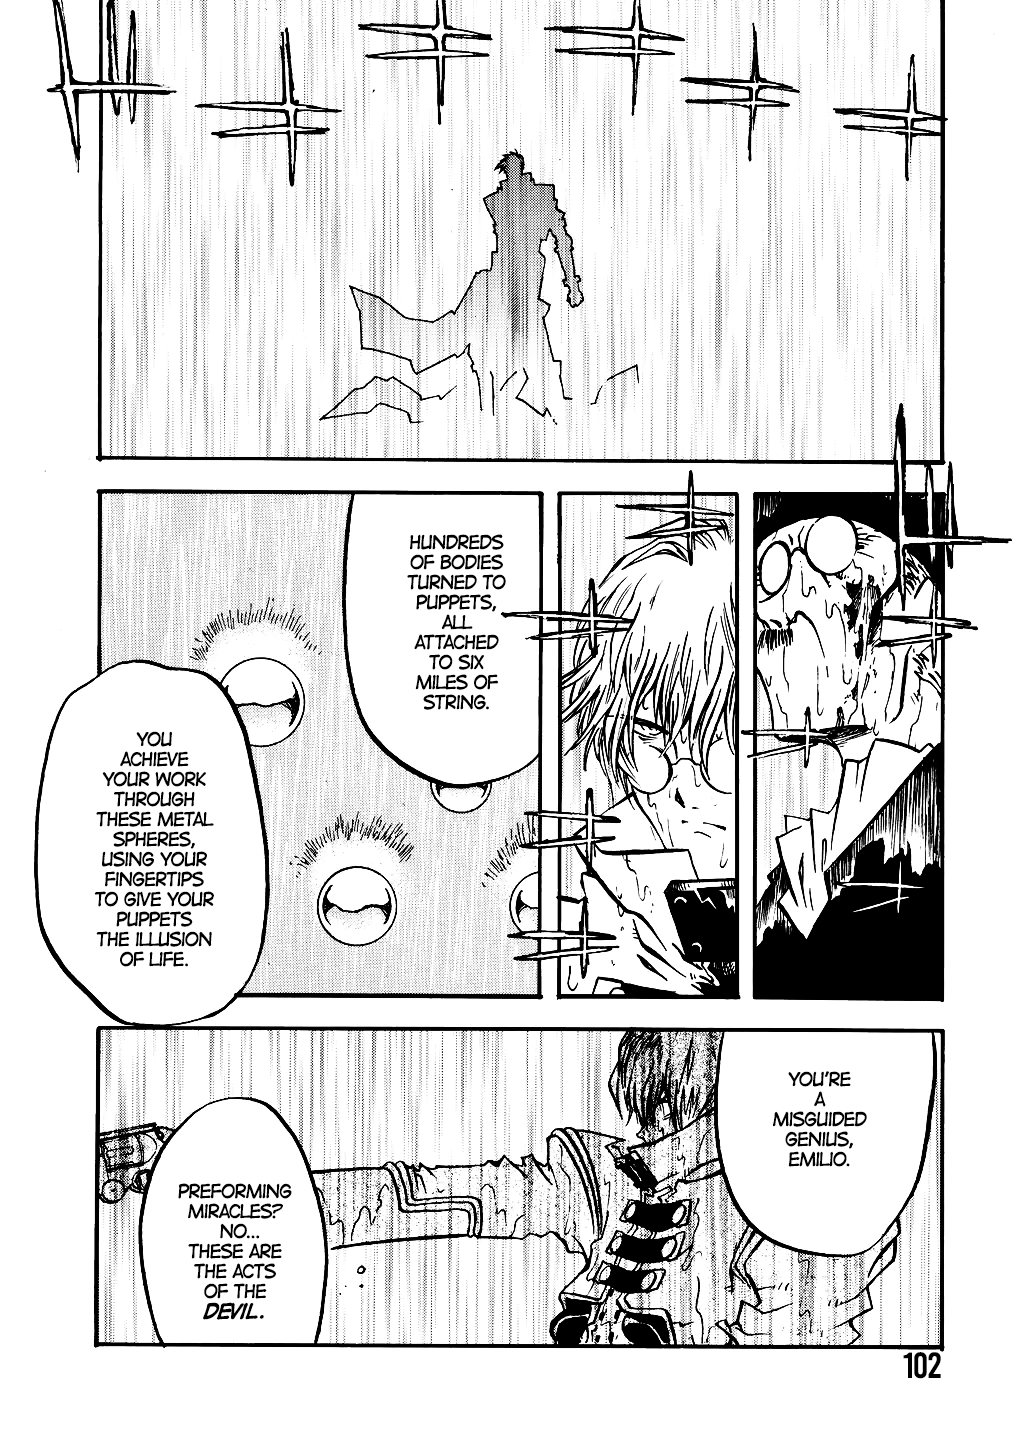 HUNDREDS
OF BODIES
TURNED TO
PUPPETS,
ALL
ATTACHED
TO SIX
MILES OF
STRING.
YOU
ACHIEVE
YOUR WORK
THROUGH
THESE METAL
SPHERES,
USING YOUR
FINGERTIPS
TO GIVE YOUR
PUPPETS
THE ILLUSION
OF LIFE.
YOU'RE
A
MISGUIDED
GENIUS,
EMILIO.
PREFORMING
MIRACLES?
NO...
THESE ARE
THE ACTS
OF THE
DEVIL.
102